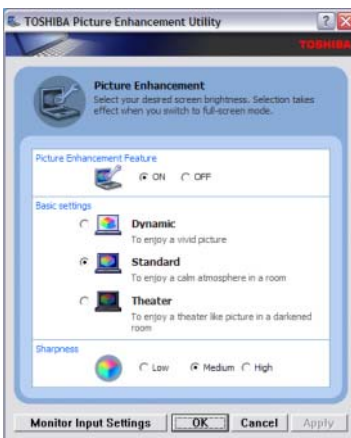 TOSHIBA Picture Enhancement Utility
TOSHIBA
Picture Enhancement
Select your desired screen brightness. Selection takes
effect when you switch to full-screen mode.
Picture Enhancement Feature
ON OFF
Basic settings
Dynamic
To enjoy a vivid picture
Standard
To enjoy a calm atmosphere in a room
Theater
To enjoy a theater like picture in a darkened
room
Sharpness
Low Medium High
Monitor Input Settings OK Cancel Apply